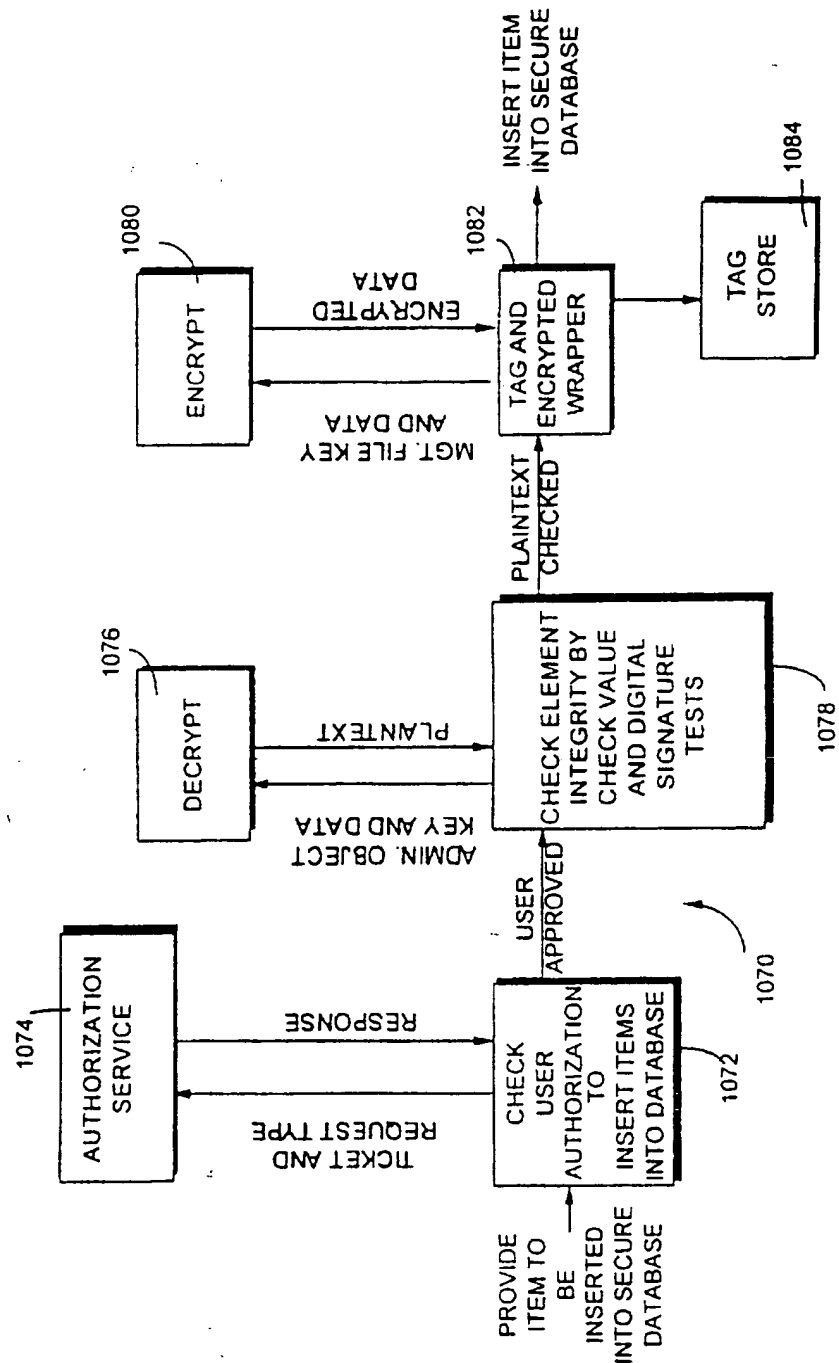 1074
AUTHORIZATION
SERVICE
TICKET AND
REQUEST TYPE
RESPONSE
PROVIDE
ITEM TO
BE
INSERTED
INTO SECURE
DATABASE
CHECK
USER
AUTHORIZATION
TO
INSERT ITEMS
INTO DATABASE
1072
USER
APPROVED
1070
1076
DECRYPT
ADMIN. OBJECT
KEY AND DATA
PLAINTEXT
CHECK ELEMENT
INTEGRITY BY
CHECK VALUE
AND DIGITAL
SIGNATURE
TESTS
1078
PLAINTEXT
CHECKED
1080
ENCRYPT
MGT. FILE KEY
AND DATA
ENCRYPTED
DATA
1082
TAG AND
ENCRYPTED
WRAPPER
INSERT ITEM
INTO SECURE
DATABASE
TAG
STORE
1084